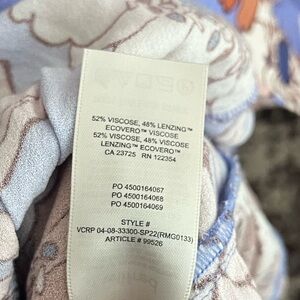 52% VISCOSE, 48% LENZING™
ECOVERO™ VISCOSE
52% VISCOSE, 48%
LENZING™ ECOVERO™
CA 23725 RN 122354
PO 4500164067
PO 4500164068
PO 4500164069
STYLE #
VCRP 04-08-33300-SP22(RMG0133)
ARTICLE # 99526